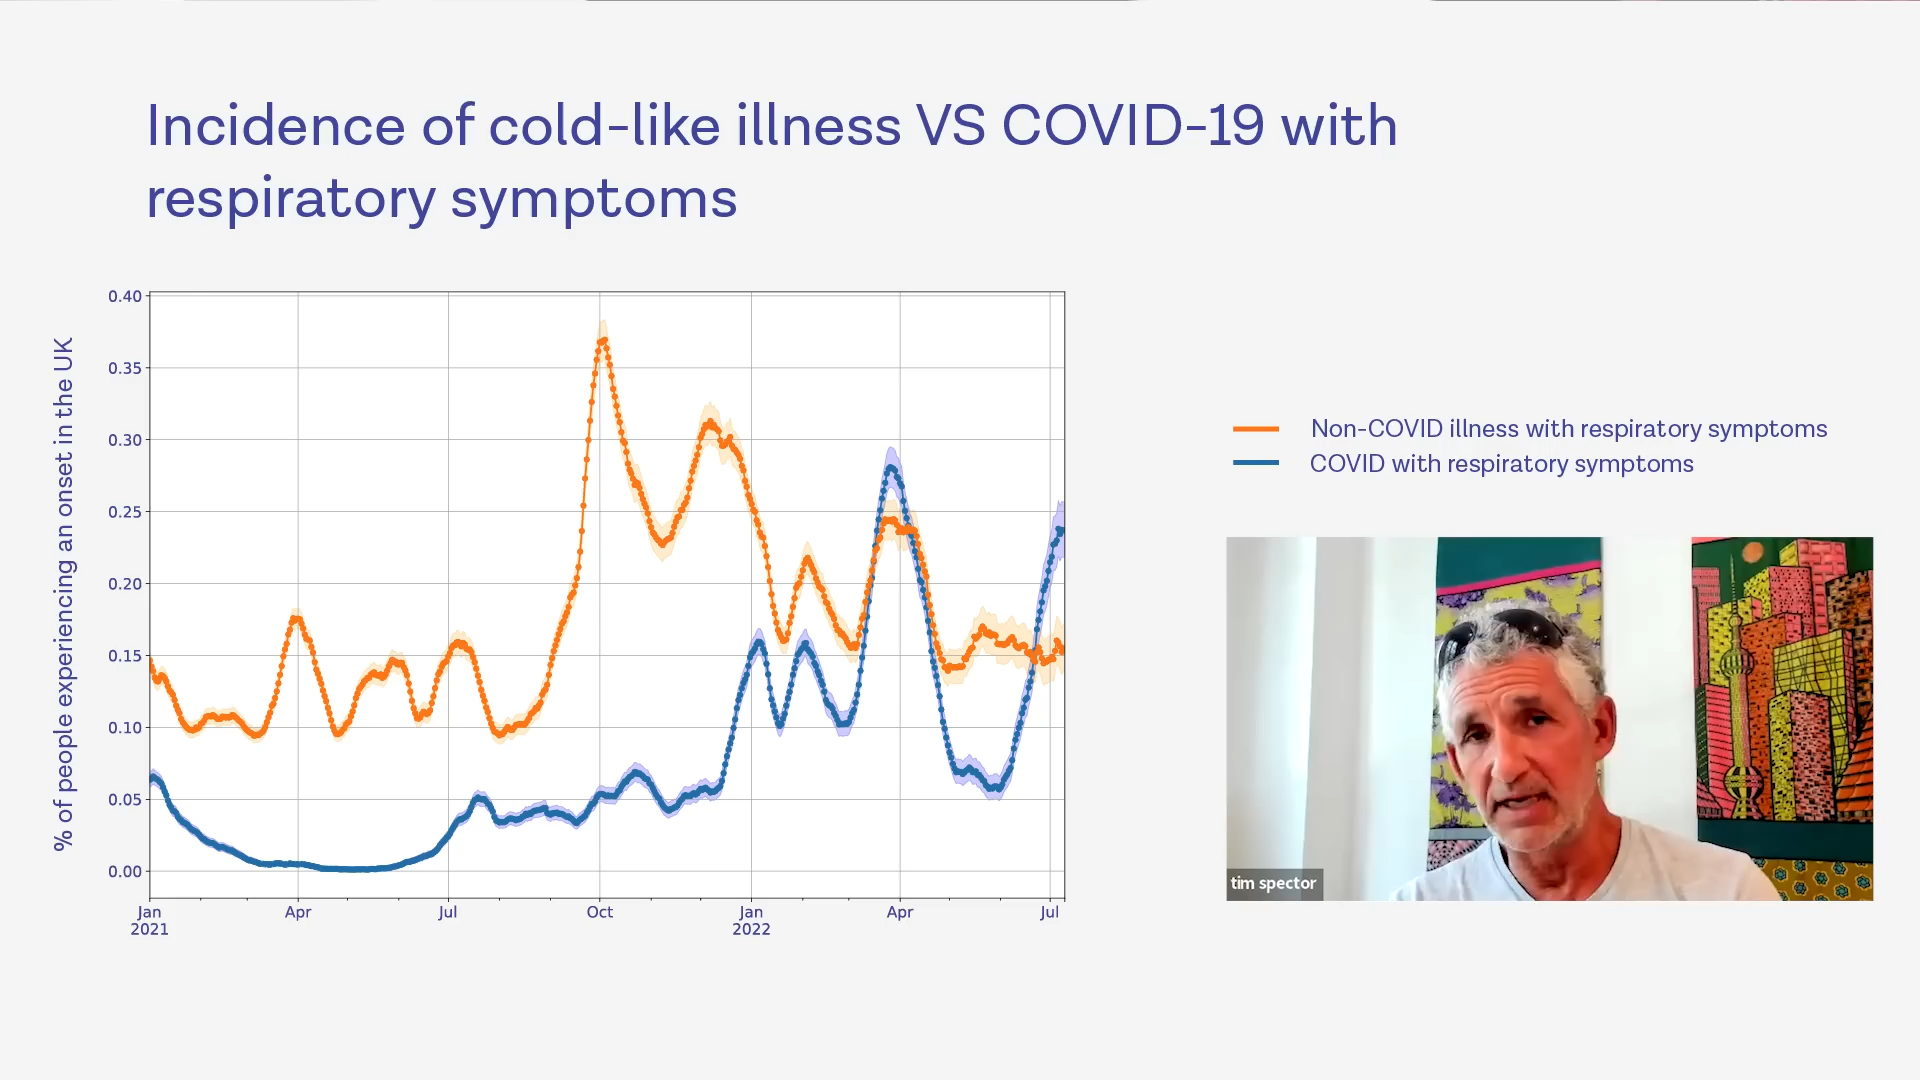 Incidence of cold-like illness VS COVID-19 with
respiratory symptoms
% of people experiencing an onset in the UK
0.40
0.35
0.30
0.25
0.20
0.15
0.10
0.05
0.00
Jan
2021
Apr
Jul
Oct
Jan
2022
Apr
Jul
Non-COVID illness with respiratory symptoms
COVID with respiratory symptoms
tim spector